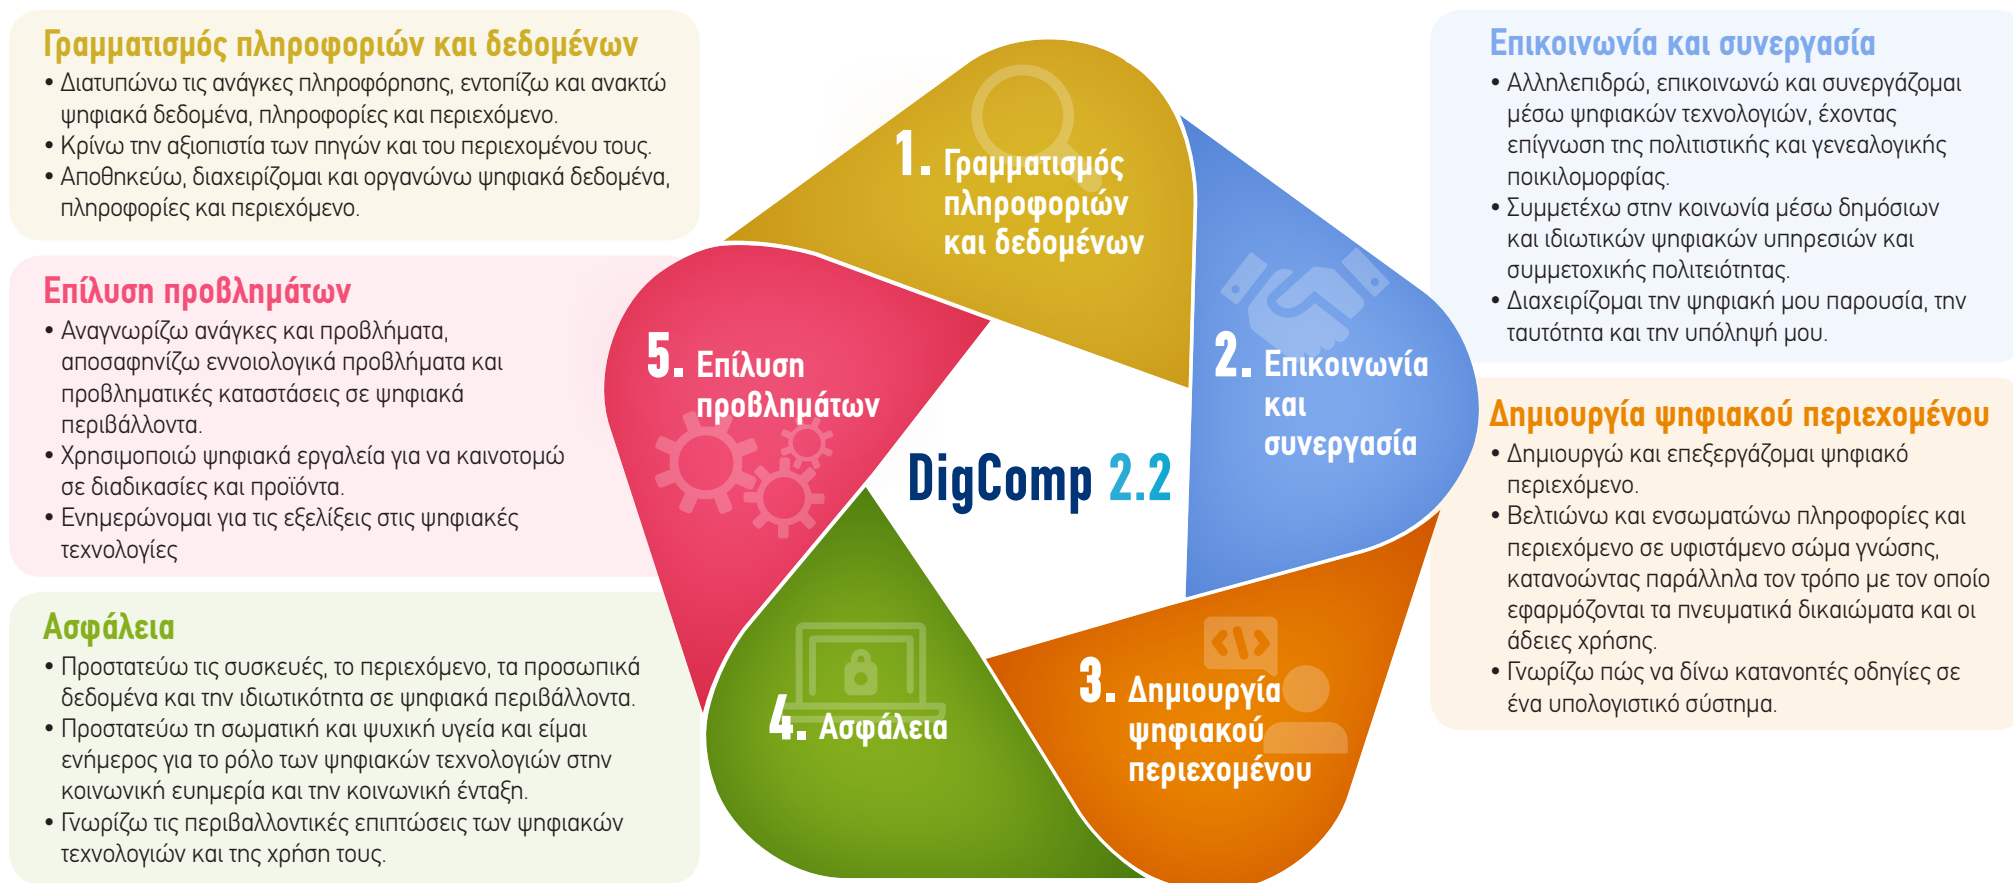 Γραμματισμός πληροφοριών και δεδομένων
• Διατυπώνω τις ανάγκες πληροφόρησης, εντοπίζω και ανακτώ
ψηφιακά δεδομένα, πληροφορίες και περιεχόμενο.
• Κρίνω την αξιοπιστία των πηγών και του περιεχομένου τους.
• Αποθηκεύω, διαχειρίζομαι και οργανώνω ψηφιακά δεδομένα,
πληροφορίες και περιεχόμενο.
Επίλυση προβλημάτων
• Αναγνωρίζω ανάγκες και προβλήματα,
αποσαφηνίζω εννοιολογικά προβλήματα και
προβληματικές καταστάσεις σε ψηφιακά
περιβάλλοντα.
• Χρησιμοποιώ ψηφιακά εργαλεία για να καινοτομώ
σε διαδικασίες και προϊόντα.
• Ενημερώνομαι για τις εξελίξεις στις ψηφιακές
τεχνολογίες
Ασφάλεια
• Προστατεύω τις συσκευές, το περιεχόμενο, τα προσωπικά
δεδομένα και την ιδιωτικότητα σε ψηφιακά περιβάλλοντα.
• Προστατεύω τη σωματική και ψυχική υγεία και είμαι
ενήμερος για το ρόλο των ψηφιακών τεχνολογιών στην
κοινωνική ευημερία και την κοινωνική ένταξη.
• Γνωρίζω τις περιβαλλοντικές επιπτώσεις των ψηφιακών
τεχνολογιών και της χρήση τους.
1. Γραμματισμός
πληροφοριών
και δεδομένων
2. Επικοινωνία
και
συνεργασία
3. Δημιουργία
ψηφιακού
περιεχομένου
4. Ασφάλεια
5. Επίλυση
προβλημάτων
DigComp 2.2
Επικοινωνία και συνεργασία
• Αλληλεπιδρώ, επικοινωνώ και συνεργάζομαι
μέσω ψηφιακών τεχνολογιών, έχοντας
επίγνωση της πολιτιστικής και γενεαλογικής
ποικιλομορφίας.
• Συμμετέχω στην κοινωνία μέσω δημόσιων
και ιδιωτικών ψηφιακών υπηρεσιών και
συμμετοχικής πολιτειότητας.
• Διαχειρίζομαι την ψηφιακή μου παρουσία, την
ταυτότητα και την υπόληψή μου.
Δημιουργία ψηφιακού περιεχομένου
• Δημιουργώ και επεξεργάζομαι ψηφιακό
περιεχόμενο.
• Βελτιώνω και ενσωματώνω πληροφορίες και
περιεχόμενο σε υφιστάμενο σώμα γνώσης,
κατανοώντας παράλληλα τον τρόπο με τον οποίο
εφαρμόζονται τα πνευματικά δικαιώματα και οι
άδειες χρήσης.
• Γνωρίζω πώς να δίνω κατανοητές οδηγίες σε
ένα υπολογιστικό σύστημα.